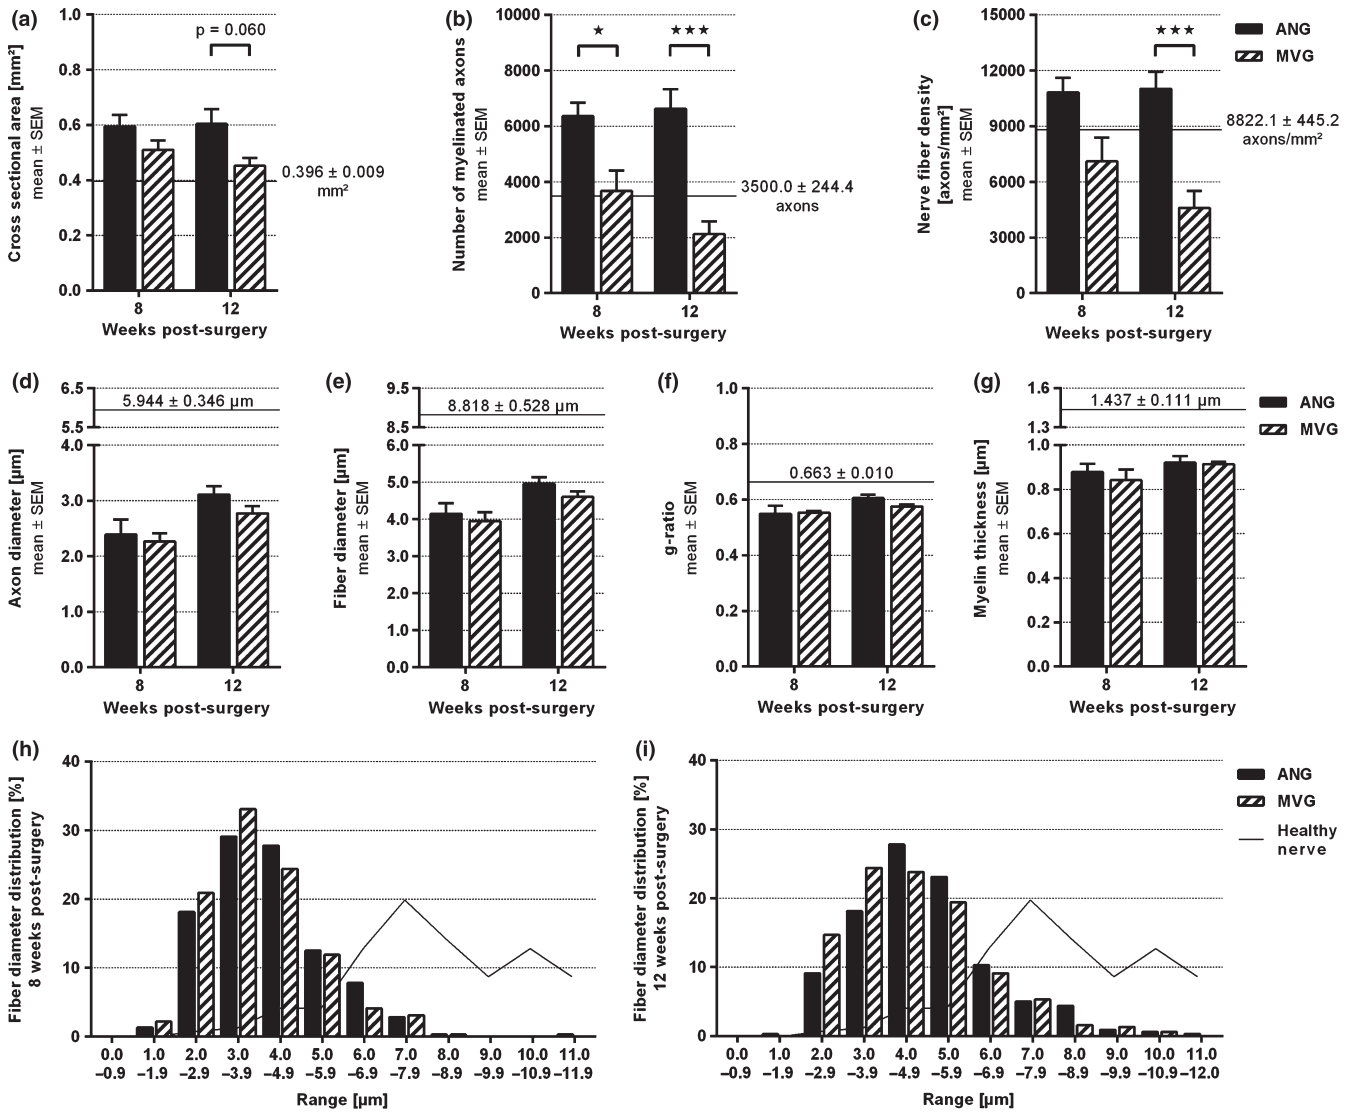 (a)
Cross sectional area [mm²]
mean ± SEM
1.0
0.8
0.6
0.4
0.2
0.0
p = 0.060
0.396 ± 0.009
mm²
8
12
Weeks post-surgery
(b)
Number of myelinated axons
mean ± SEM
10000
8000
6000
4000
2000
0
★
★★★
3500.0 ± 244.4
axons
8
12
Weeks post-surgery
(c)
Nerve fiber density
[axons/mm²]
mean ± SEM
15000
12000
9000
6000
3000
0
★★★
8822.1 ± 445.2
axons/mm²
8
12
Weeks post-surgery
ANG
MVG
(d)
Axon diameter [µm]
mean ± SEM
6.5
5.5
4.0
3.0
2.0
1.0
0.0
5.944 ± 0.346 µm
8
12
Weeks post-surgery
(e)
Fiber diameter [µm]
mean ± SEM
9.5
8.5
6.0
5.0
4.0
3.0
2.0
1.0
0.0
8.818 ± 0.528 µm
8
12
Weeks post-surgery
(f)
g-ratio
mean ± SEM
1.0
0.8
0.6
0.4
0.2
0.0
0.663 ± 0.010
8
12
Weeks post-surgery
(g)
Myelin thickness [µm]
mean ± SEM
1.6
1.3
1.0
0.8
0.6
0.4
0.2
0.0
1.437 ± 0.111 µm
8
12
Weeks post-surgery
ANG
MVG
(h)
Fiber diameter distribution [%]
8 weeks post-surgery
40
30
20
10
0
0.0 1.0 2.0 3.0 4.0 5.0 6.0 7.0 8.0 9.0 10.0 11.0
–0.9 –1.9 –2.9 –3.9 –4.9 –5.9 –6.9 –7.9 –8.9 –9.9 –10.9 –11.9
Range [µm]
(i)
Fiber diameter distribution [%]
12 weeks post-surgery
40
30
20
10
0
0.0 1.0 2.0 3.0 4.0 5.0 6.0 7.0 8.0 9.0 10.0 11.0
–0.9 –1.9 –2.9 –3.9 –4.9 –5.9 –6.9 –7.9 –8.9 –9.9 –10.9 –12.0
Range [µm]
ANG
MVG
Healthy
nerve